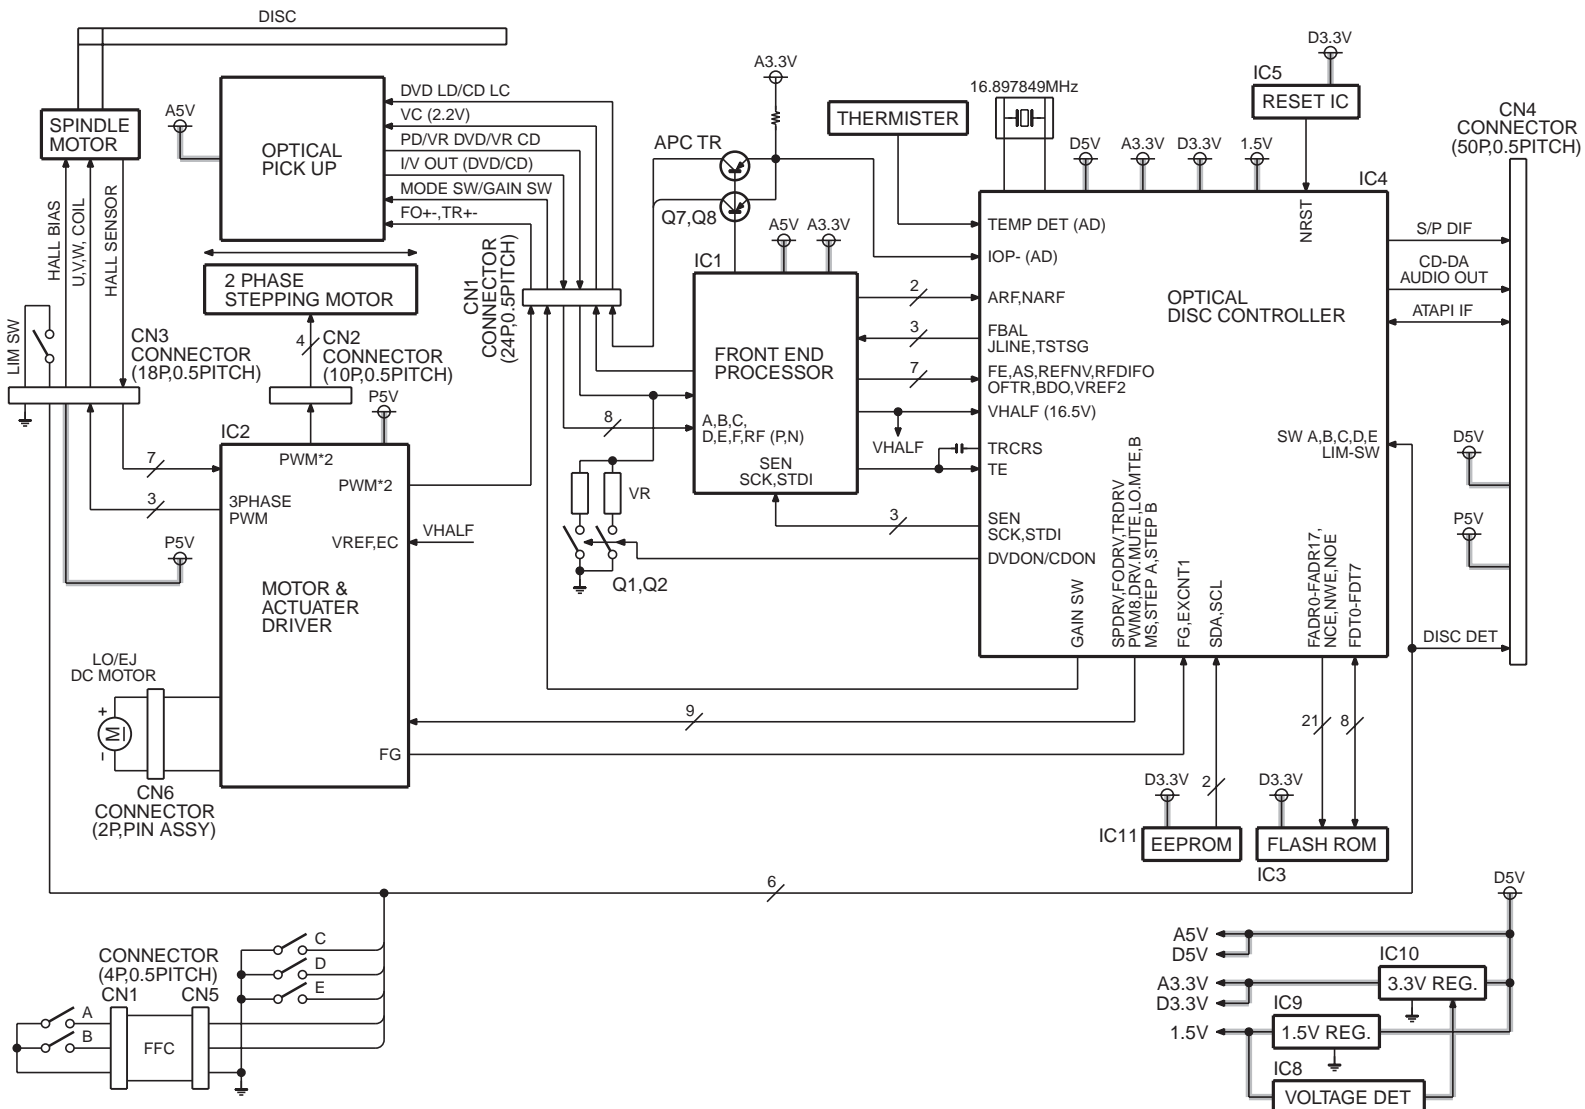 DISC
SPINDLE
MOTOR
A5V
OPTICAL
PICK UP
DVD LD/CD LC
VC (2.2V)
PD/VR DVD/VR CD
I/V OUT (DVD/CD)
MODE SW/GAIN SW
FO+-,TR+-
HALL BIAS
U,V,W, COIL
HALL SENSOR
LIM SW
2 PHASE
STEPPING MOTOR
4
CN3
CONNECTOR
(18P,0.5PITCH)
CN2
CONNECTOR
(10P,0.5PITCH)
P5V
CN1
CONNECTOR
(24P,0.5PITCH)
A3.3V
APC TR
Q7,Q8
A5V
A3.3V
IC1
FRONT END
PROCESSOR
A,B,C,
D,E,F,RF (P,N)
SEN
SCK,STDI
8
VR
Q1,Q2
THERMISTER
16.897849MHz
D5V
A3.3V
D3.3V
1.5V
D3.3V
IC5
RESET IC
CN4
CONNECTOR
(50P,0.5PITCH)
IC4
TEMP DET (AD)
IOP- (AD)
NRST
2
ARF,NARF
3
FBAL
JLINE,TSTSG
7
FE,AS,REFNV,RFDIFO
OFTR,BDO,VREF2
VHALF (16.5V)
VHALF
TRCRS
TE
3
SEN
SCK,STDI
DVDON/CDON
OPTICAL
DISC CONTROLLER
SW A,B,C,D,E
LIM-SW
S/P DIF
CD-DA
AUDIO OUT
ATAPI IF
D5V
P5V
DISC DET
GAIN SW
SPDRV,FODRV,TRDRV
PWM8,DRV.MUTE,LO.MTE,B
MS,STEP A,STEP B
FG,EXCNT1
SDA,SCL
FADR0-FADR17,
NCE,NWE,NOE
FDT0-FDT7
IC2
PWM*2
PWM*2
7
3
3PHASE
PWM
P5V
VREF,EC
VHALF
MOTOR &
ACTUATER
DRIVER
FG
LO/EJ
DC MOTOR
+
M
−
CN6
CONNECTOR
(2P,PIN ASSY)
9
21
8
D3.3V
2
D3.3V
IC11
EEPROM
FLASH ROM
IC3
6
CONNECTOR
(4P,0.5PITCH)
CN1
CN5
FFC
A
B
C
D
E
D5V
A5V
D5V
IC10
A3.3V
3.3V REG.
D3.3V
IC9
1.5V
1.5V REG.
IC8
VOLTAGE DET